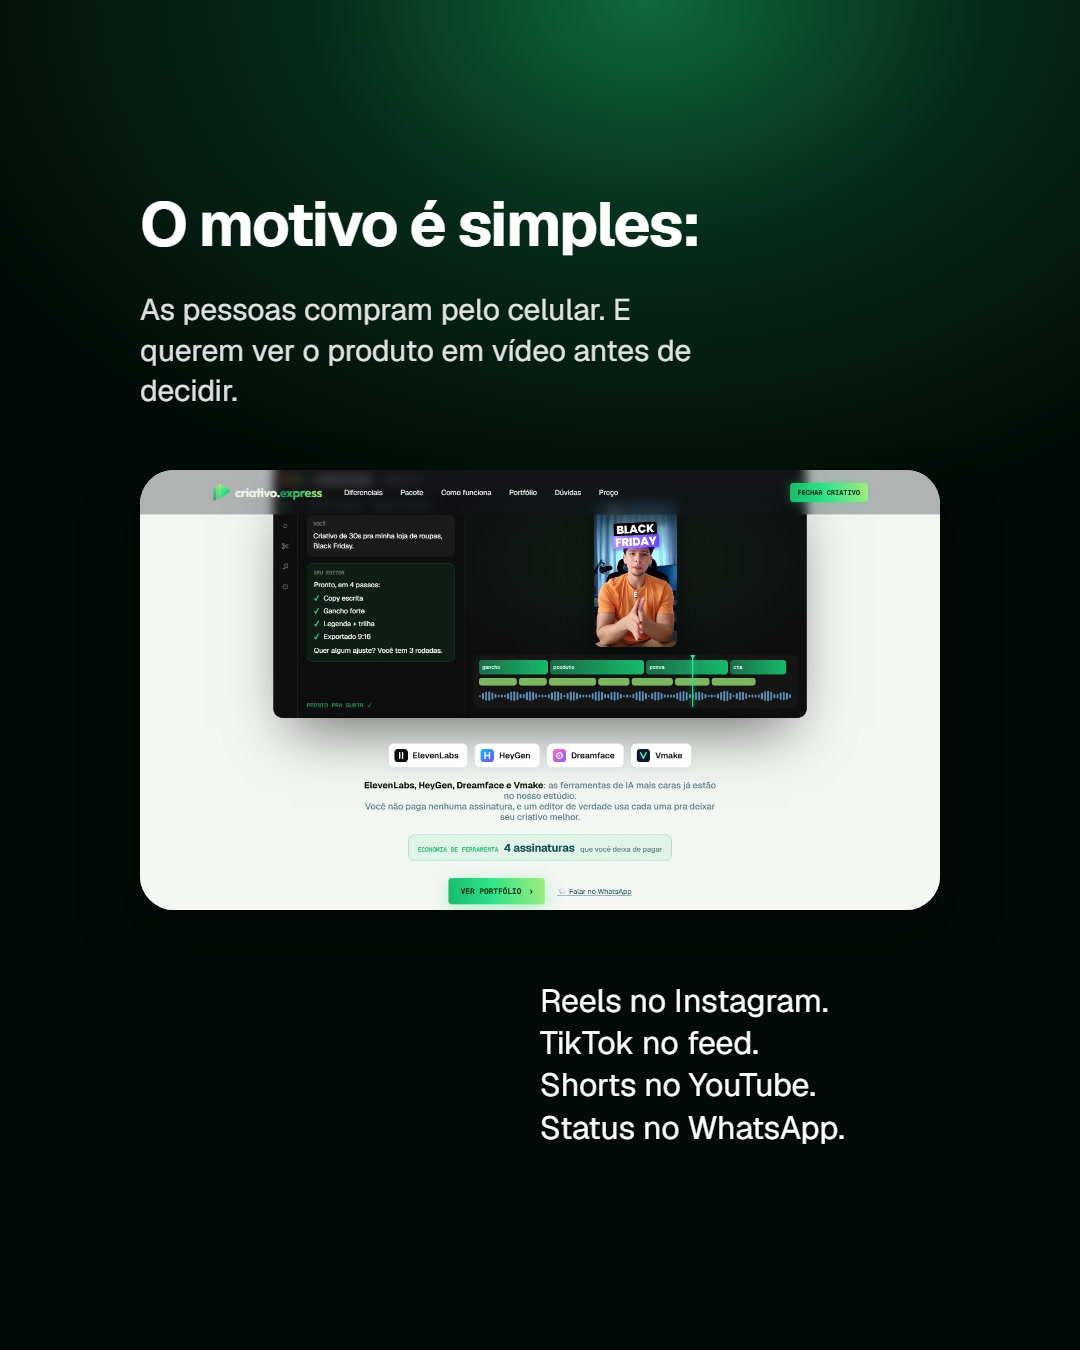 O motivo é simples:
As pessoas compram pelo celular. E
querem ver o produto em vídeo antes de
decidir.
criativo.express
Diferenciais
Pacote
Como funciona
Portfólio
Dúvidas
Preço
FECHAR CRIATIVO
VOCÊ
Criativo de 30s pra minha loja de roupas,
Black Friday.
SEU EDITOR
Pronto, em 4 passos:
✓ Copy escrita
✓ Gancho forte
✓ Legenda + trilha
✓ Exportado 9:16
Quer algum ajuste? Você tem 3 rodadas.
PRONTO PRA SUBIR ✓
BLACK
FRIDAY
É
gancho
produto
prova
cta
ElevenLabs
HeyGen
Dreamface
Vmake
ElevenLabs, HeyGen, Dreamface e Vmake: as ferramentas de IA mais caras já estão
no nosso estúdio.
Você não paga nenhuma assinatura, e um editor de verdade usa cada uma pra deixar
seu criativo melhor.
ECONOMIA DE FERRAMENTA 4 assinaturas que você deixa de pagar
VER PORTFÓLIO ›
Falar no WhatsApp
Reels no Instagram.
TikTok no feed.
Shorts no YouTube.
Status no WhatsApp.